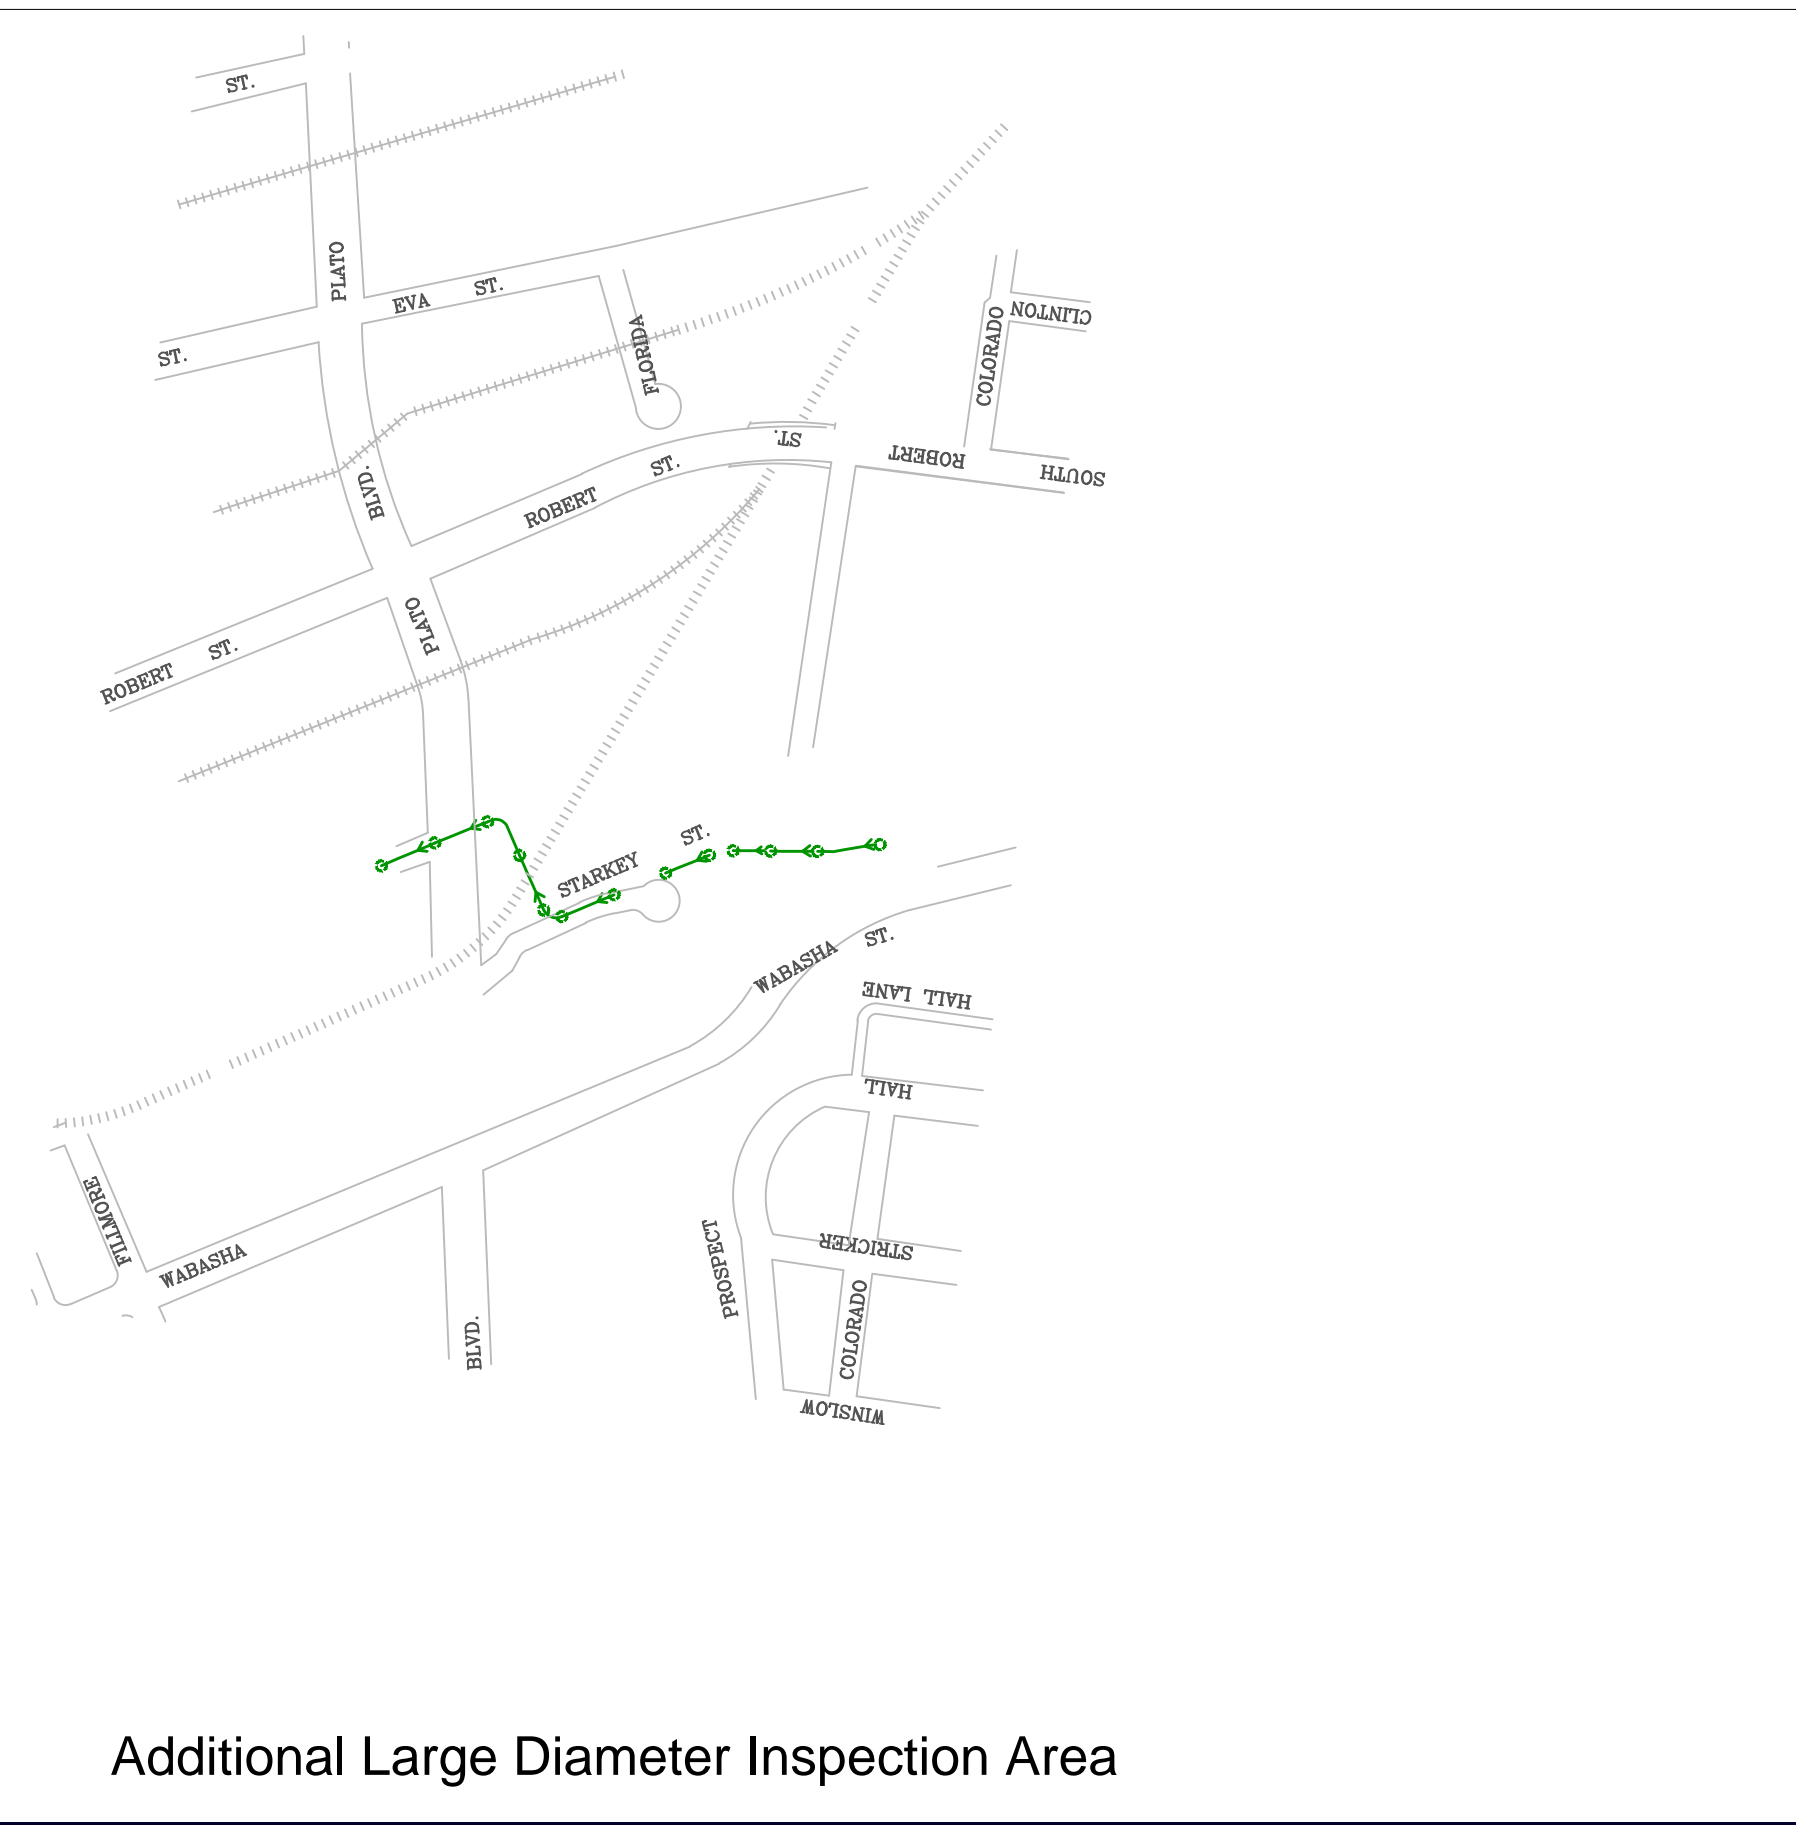 ST.
PLATO
EVA ST.
CLINTON
COLORADO
ST.
FLORIDA
ST.
ROBERT
ST.
SOUTH
BLVD.
ROBERT
PLATO
ST.
ROBERT
ST.
STARKEY
ST.
WABASHA
HALL LANE
HALL
FILLMORE
STRICKER
WABASHA
PROSPECT
COLORADO
BLVD.
WINSLOW
Additional Large Diameter Inspection Area